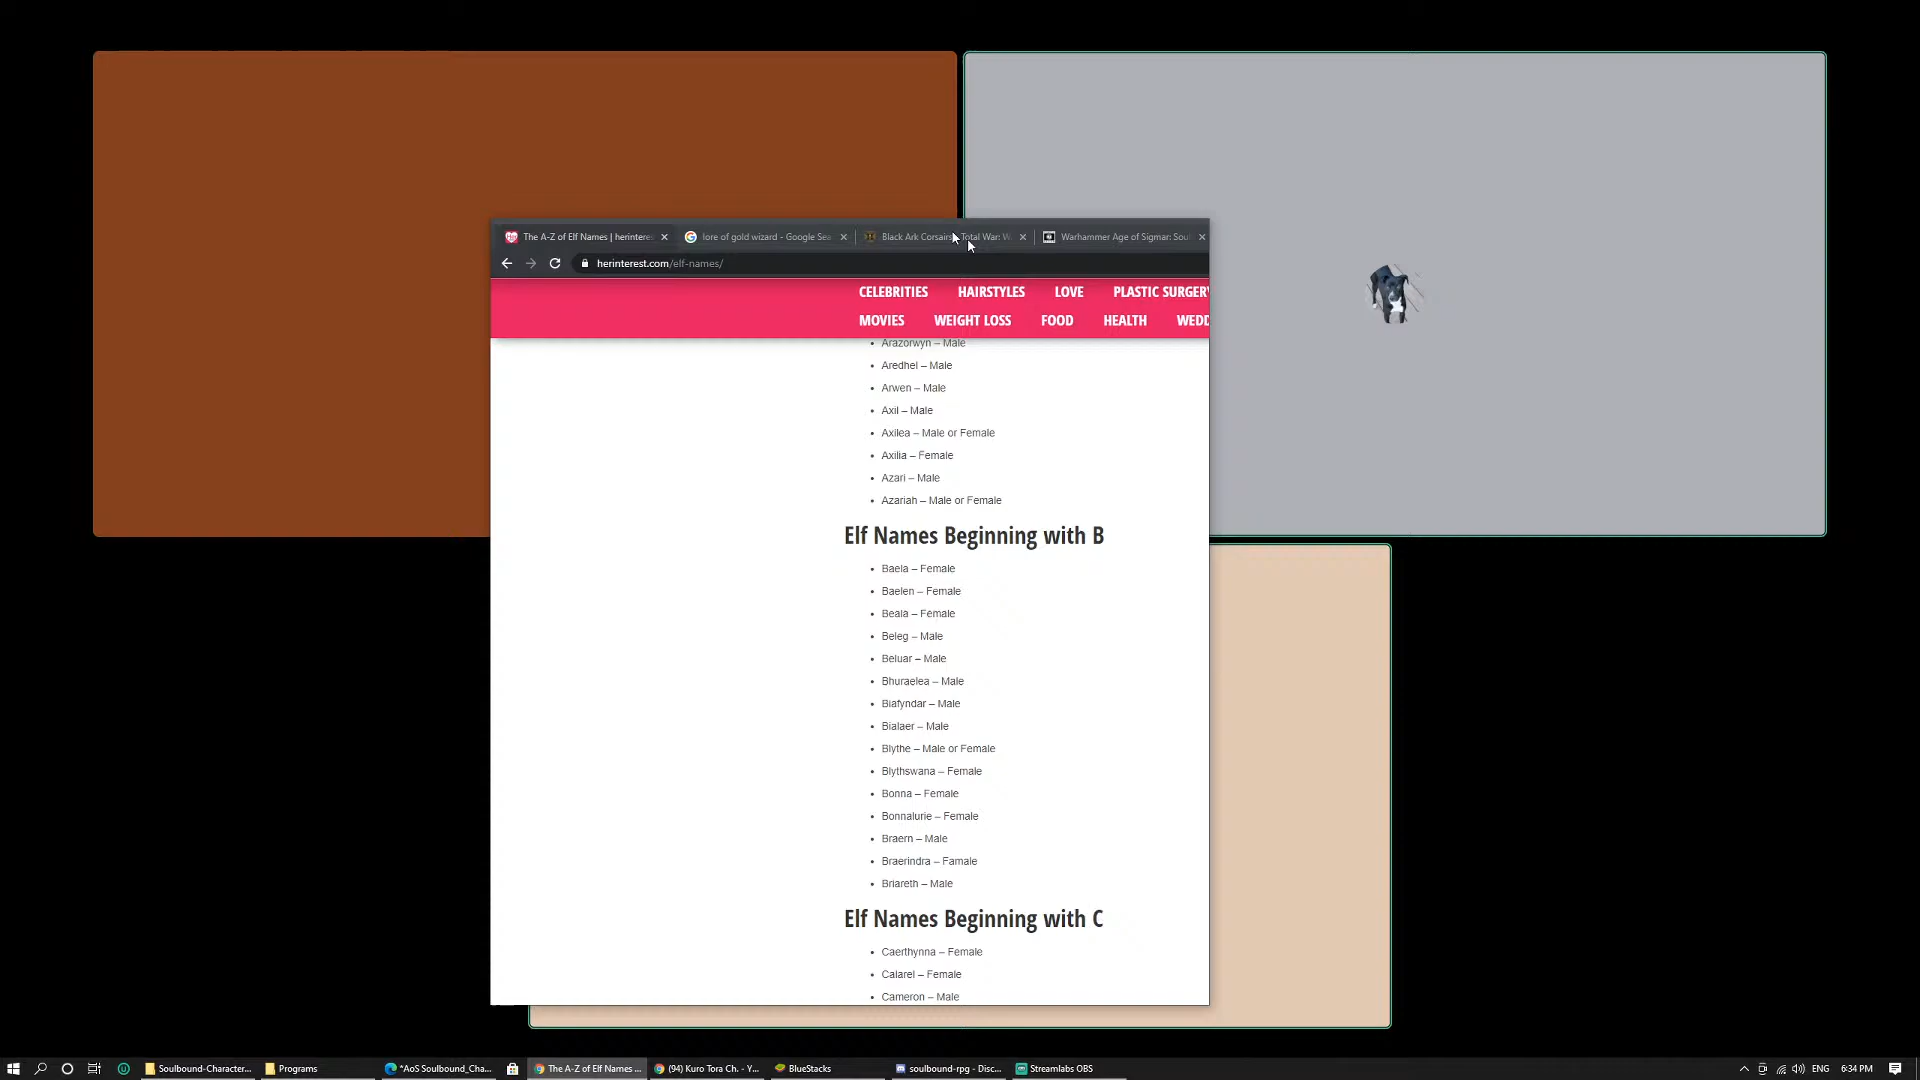 The A-Z of Elf Names | herinteres
lore of gold wizard - Google Sea
Black Ark Corsairs Total War: W
Warhammer Age of Sigmar: Soul
herinterest.com/elf-names/
CELEBRITIES HAIRSTYLES LOVE PLASTIC SURGERY
MOVIES WEIGHT LOSS FOOD HEALTH WEDD
Arazorwyn – Male
Aredhel – Male
Arwen – Male
Axil – Male
Axilea – Male or Female
Axilia – Female
Azari – Male
Azariah – Male or Female
Elf Names Beginning with B
Baela – Female
Baelen – Female
Beala – Female
Beleg – Male
Beluar – Male
Bhuraelea – Male
Biafyndar – Male
Bialaer – Male
Blythe – Male or Female
Blythswana – Female
Bonna – Female
Bonnalurie – Female
Braern – Male
Braerindra – Famale
Briareth – Male
Elf Names Beginning with C
Caerthynna – Female
Calarel – Female
Cameron – Male
Soulbound-Character...
Programs
*AoS Soulbound_Cha...
The A-Z of Elf Names ...
(94) Kuro Tora Ch. - Y...
BlueStacks
soulbound-rpg - Disc...
Streamlabs OBS
ENG
6:34 PM